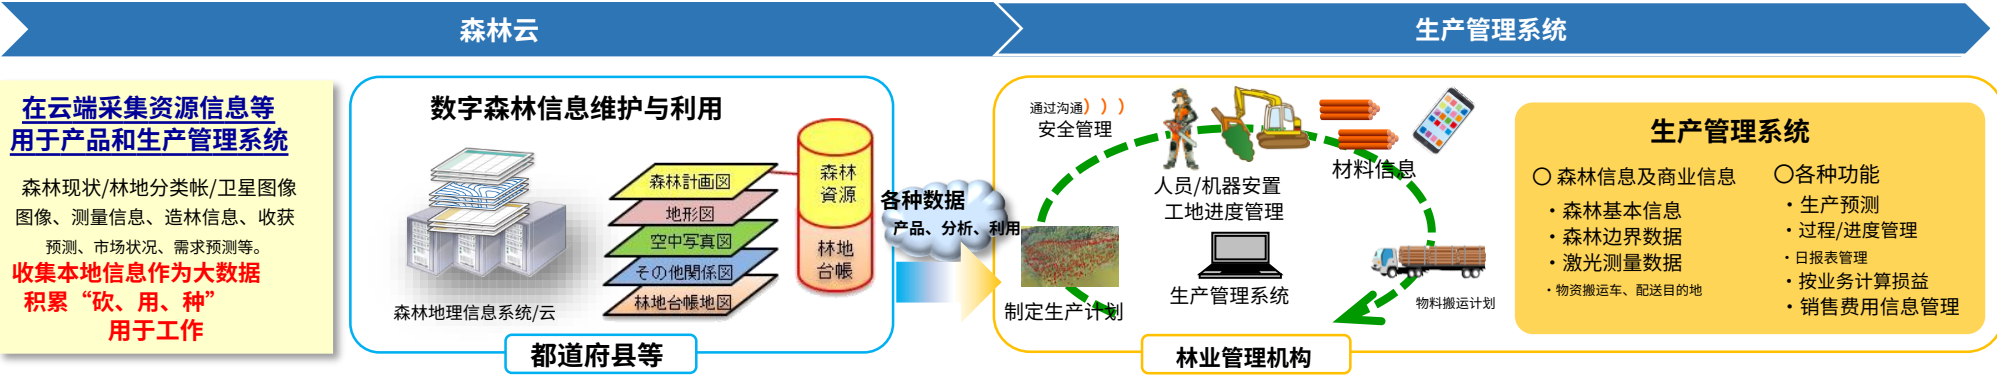 森林云
生产管理系统
在云端采集资源信息等
用于产品和生产管理系统
森林现状/林地分类帐/卫星图像
图像、测量信息、造林信息、收获
预测、市场状况、需求预测等。
收集本地信息作为大数据
积累“砍、用、种”
用于工作
数字森林信息维护与利用
森林地理信息系统/云
森林計画図
地形図
空中写真図
その他関係図
林地台帳地図
森林
資源
林地
台帳
都道府县等
各种数据
产品、分析、利用
通过沟通
安全管理
人员/机器安置
工地进度管理
材料信息
生产管理系统
制定生产计划
物料搬运计划
林业管理机构
生产管理系统
〇 森林信息及商业信息
・森林基本信息
・森林边界数据
・激光测量数据
・物资搬运车、配送目的地
〇各种功能
・生产预测
・过程/进度管理
・日报表管理
・按业务计算损益
・销售费用信息管理